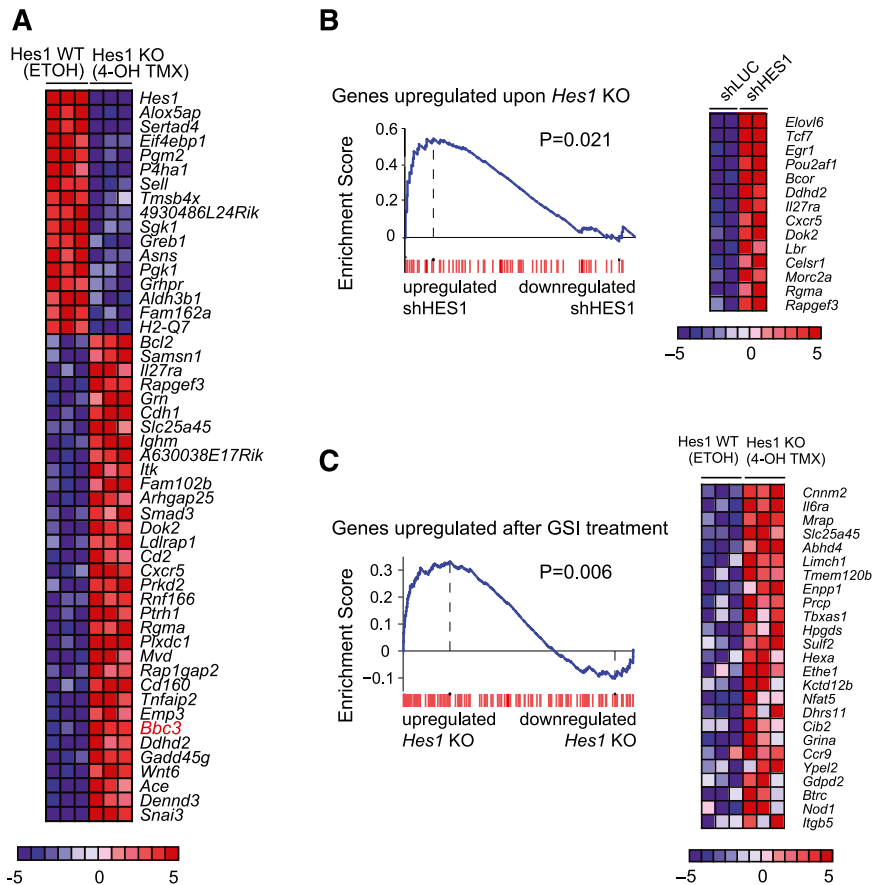 A
Hes1 WT
(ETOH)
Hes1 KO
(4-OH TMX)
Hes1
Alox5ap
Sertad4
Eif4ebp1
Pgm2
P4ha1
Sell
Tmsb4x
4930486L24Rik
Sgk1
Greb1
Asns
Pgk1
Grhpr
Aldh3b1
Fam162a
H2-Q7
Bcl2
Samsn1
Il27ra
Rapgef3
Grn
Cdh1
Slc25a45
Ighm
A630038E17Rik
Itk
Fam102b
Arhgap25
Smad3
Dok2
Ldlrap1
Cd2
Cxcr5
Prkd2
Rnf166
Ptrh1
Rgma
Plxdc1
Mvd
Rap1gap2
Cd160
Tnfaip2
Emp3
Bbc3
Ddhd2
Gadd45g
Wnt6
Ace
Dennd3
Snai3
-5 0 5
B
Genes upregulated upon Hes1 KO
P=0.021
Enrichment Score
0.6
0.4
0.2
0
upregulated
shHES1
downregulated
shHES1
shLUC
shHES1
Elovl6
Tcf7
Egr1
Pou2af1
Bcor
Ddhd2
Il27ra
Cxcr5
Dok2
Lbr
Celsr1
Morc2a
Rgma
Rapgef3
−5 0 5
C
Genes upregulated after GSI treatment
P=0.006
Enrichment Score
0.3
0.2
0.1
0
−0.1
upregulated
Hes1 KO
downregulated
Hes1 KO
Hes1 WT
(ETOH)
Hes1 KO
(4-OH TMX)
Cnnm2
Il6ra
Mrap
Slc25a45
Abhd4
Limch1
Tmem120b
Enpp1
Prcp
Tbxas1
Hpgds
Sulf2
Hexa
Ethe1
Kctd12b
Nfat5
Dhrs11
Cib2
Grina
Ccr9
Ypel2
Gdpd2
Btrc
Nod1
Itgb5
-5 0 5